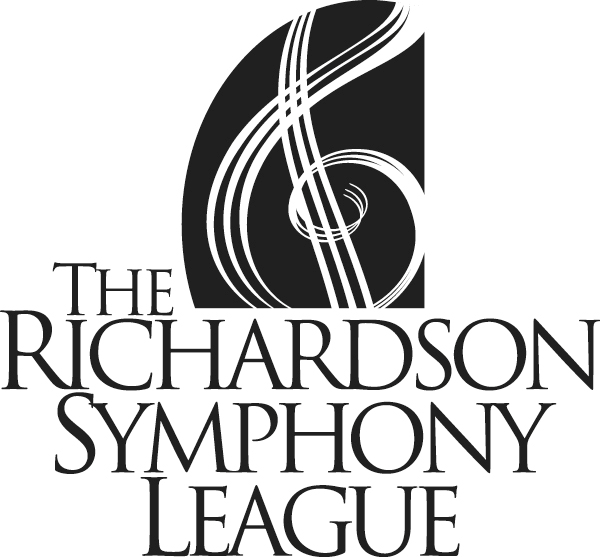 THE
RICHARDSON
SYMPHONY
LEAGUE